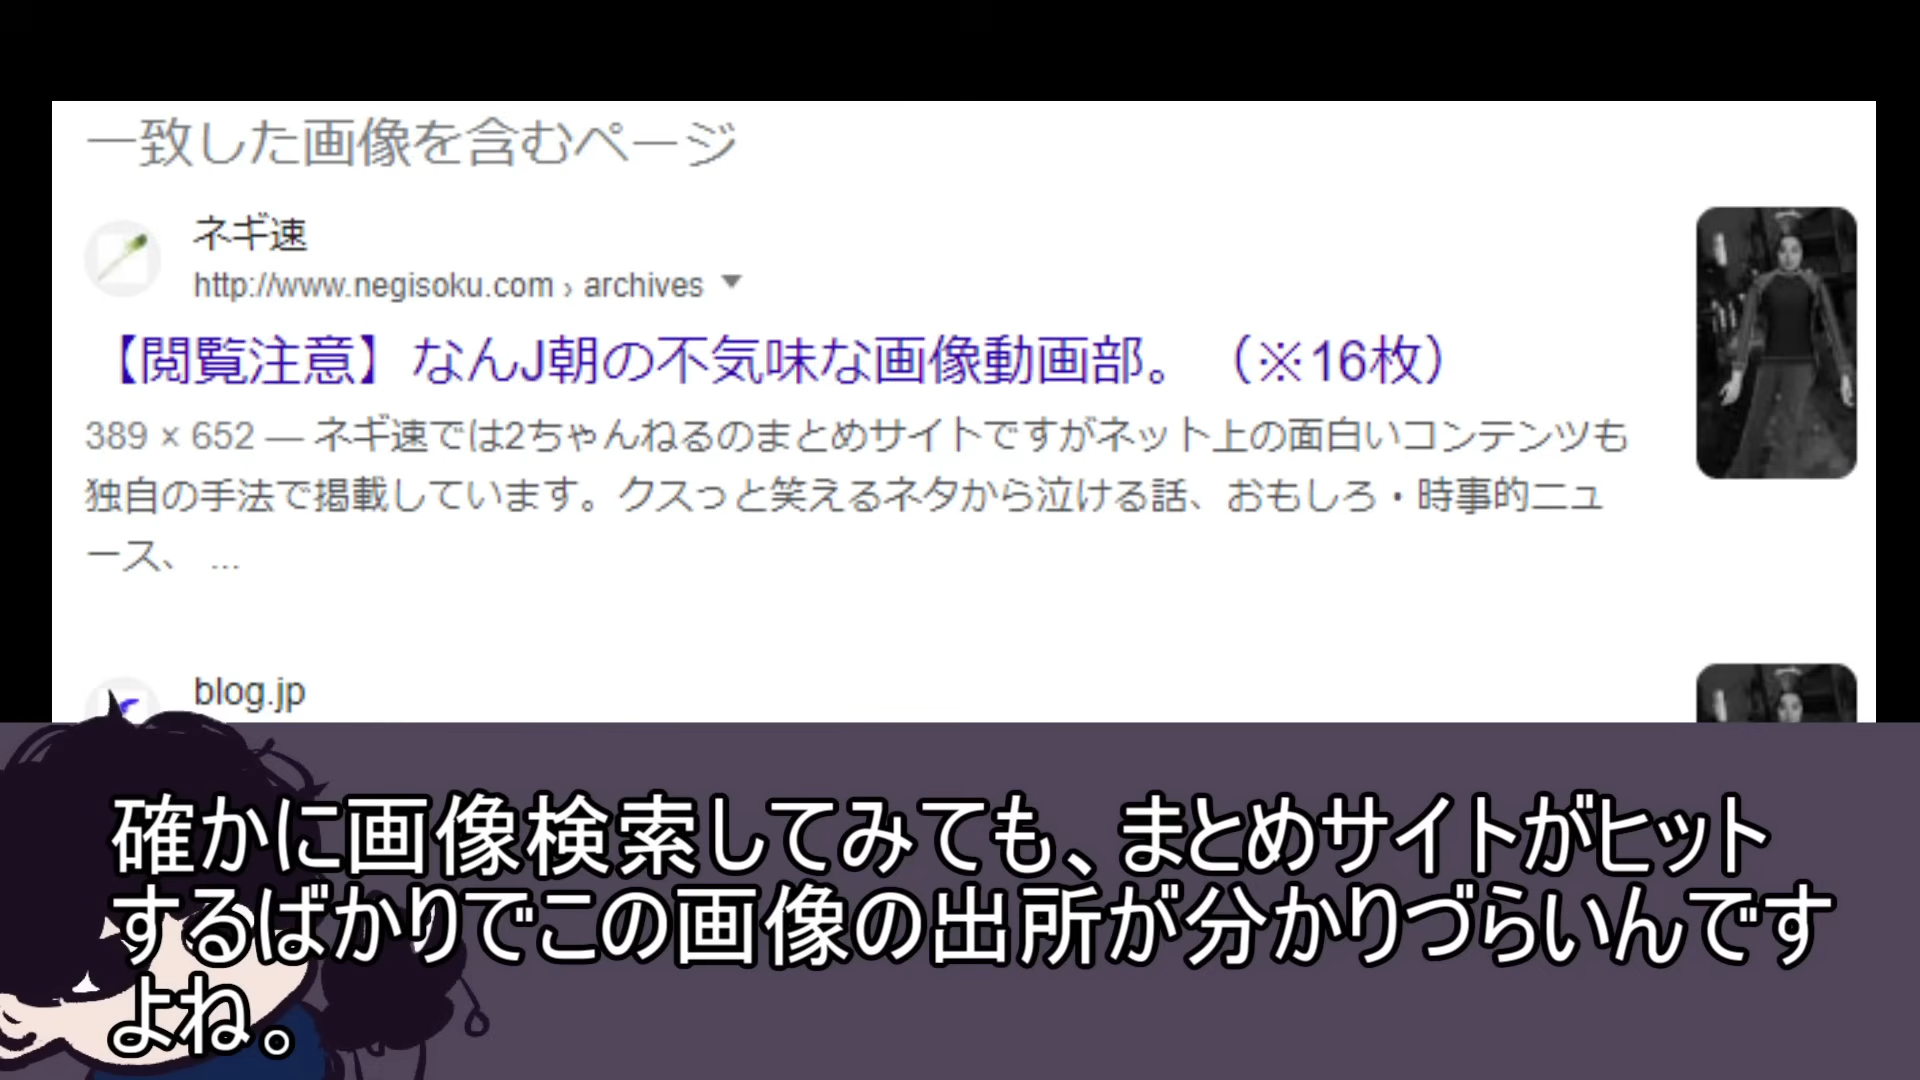 一致した画像を含むページ
ネギ速
http://www.negisoku.com › archives
【閲覧注意】なんJ朝の不気味な画像動画部。（※16枚）
389 × 652 — ネギ速では2ちゃんねるのまとめサイトですがネット上の面白いコンテンツも
独自の手法で掲載しています。クスっと笑えるネタから泣ける話、おもしろ・時事的ニュ
ース、 ...
blog.jp
確かに画像検索してみても、まとめサイトがヒット
するばかりでこの画像の出所が分かりづらいんです
よね。